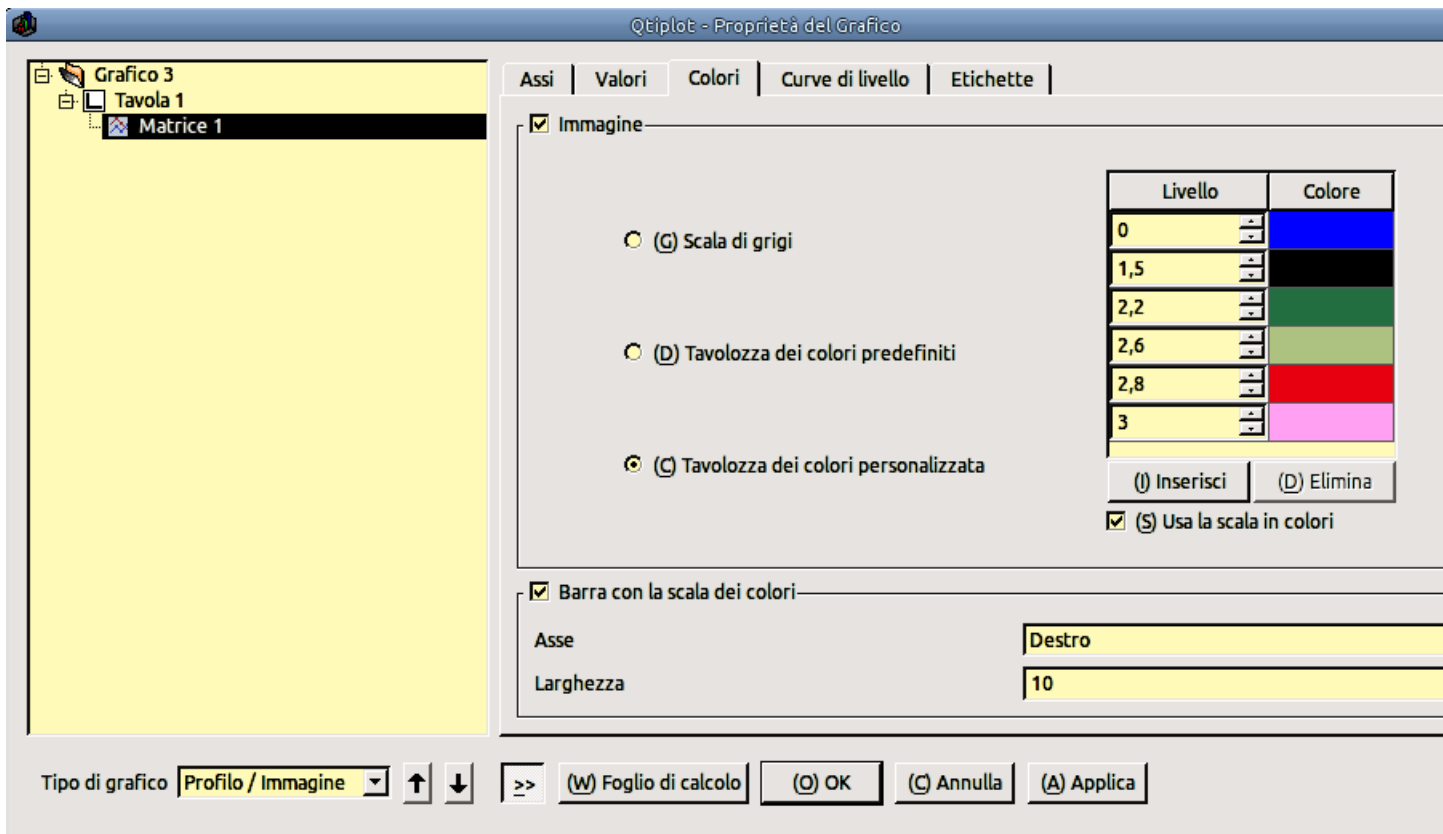 Qtiplot - Proprietà del Grafico
Grafico 3
Tavola 1
Matrice 1
Assi Valori Colori Curve di livello Etichette
Immagine
(G) Scala di grigi
(D) Tavolozza dei colori predefiniti
(C) Tavolozza dei colori personalizzata
Livello Colore
0
1,5
2,2
2,6
2,8
3
(I) Inserisci (D) Elimina
(S) Usa la scala in colori
Barra con la scala dei colori
Asse Destro
Larghezza 10
Tipo di grafico Profilo / Immagine >> (W) Foglio di calcolo (O) OK (C) Annulla (A) Applica